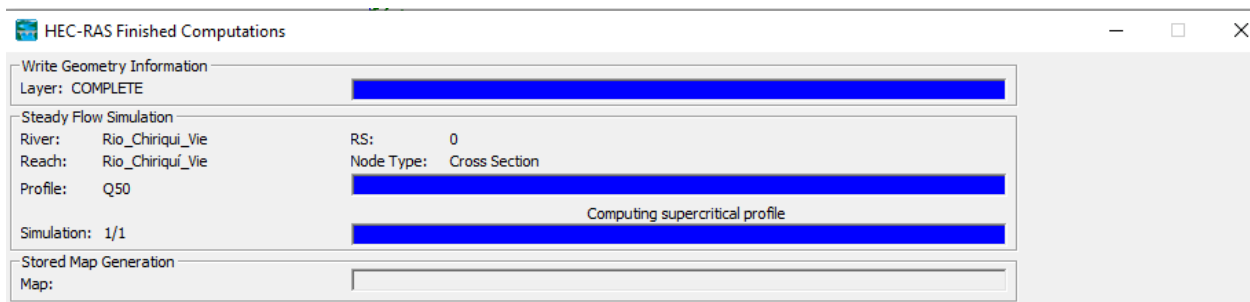 HEC-RAS Finished Computations
Write Geometry Information
Layer: COMPLETE
Steady Flow Simulation
River: Rio_Chiriqui_Vie RS: 0
Reach: Rio_Chiriquí_Vie Node Type: Cross Section
Profile: Q50
Computing supercritical profile
Simulation: 1/1
Stored Map Generation
Map: